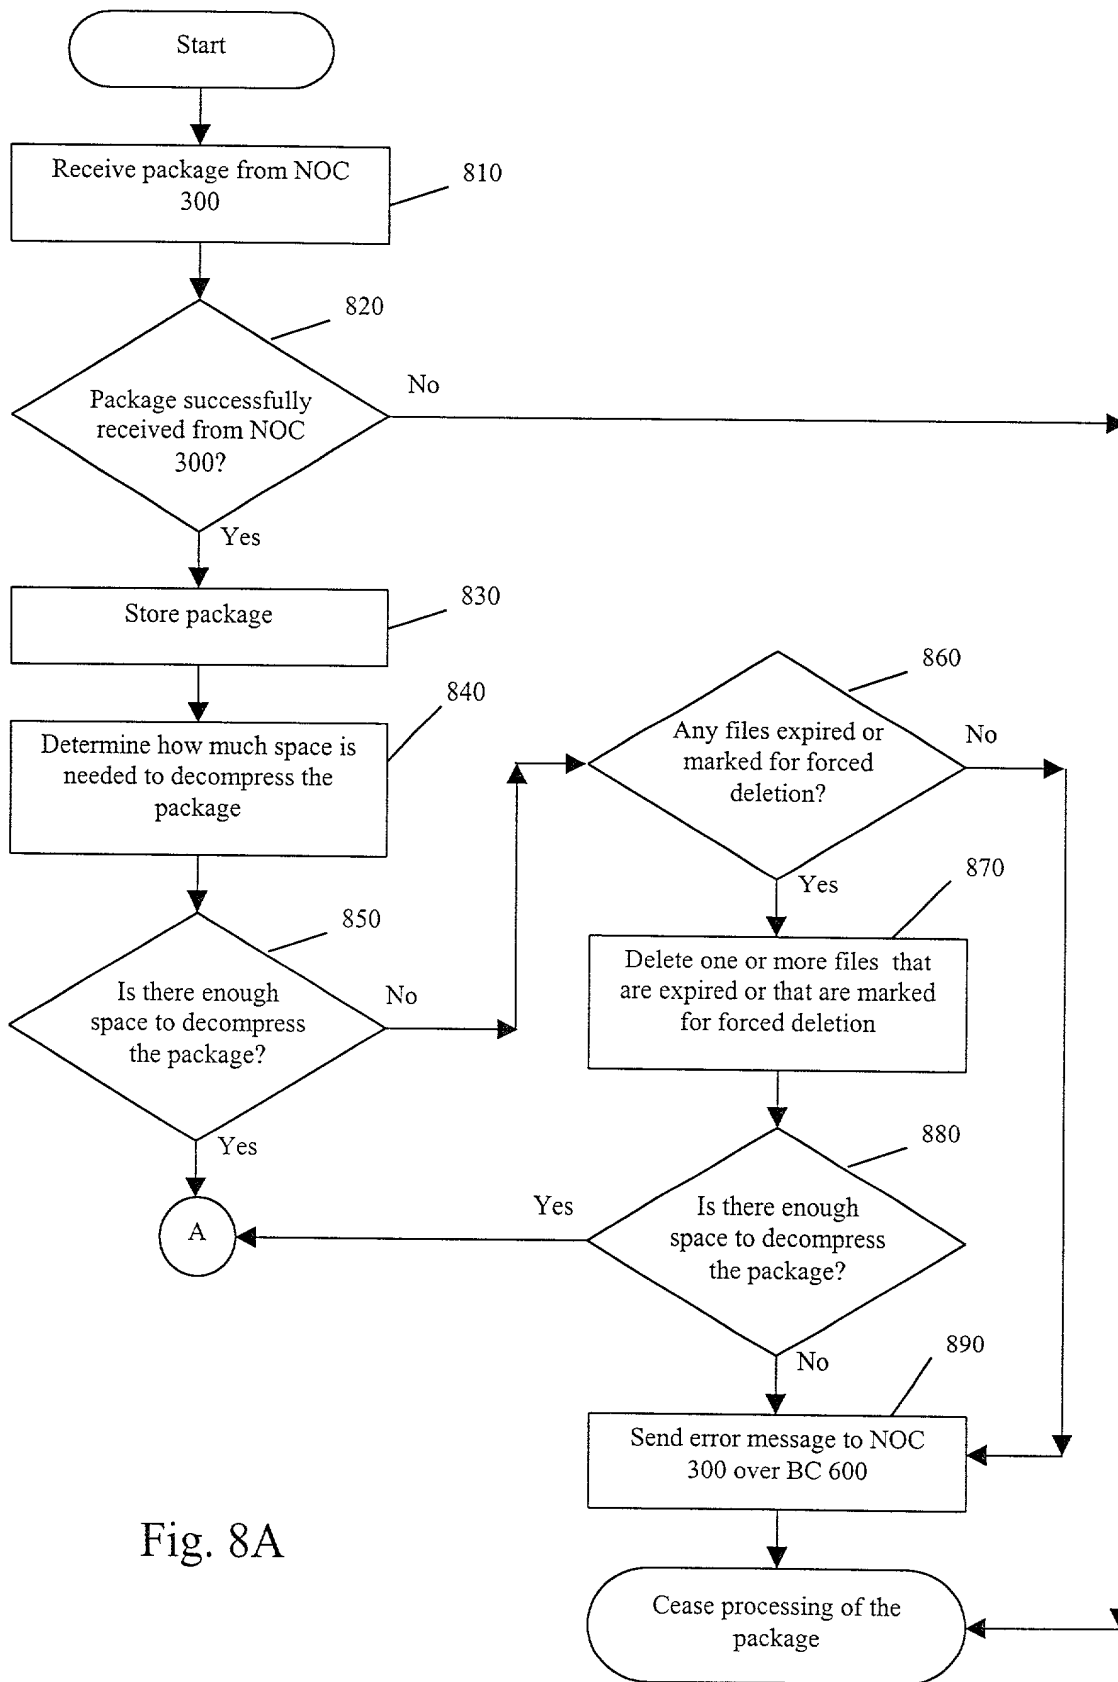 Start
Receive package from NOC
300
810
820
No
Package successfully
received from NOC
300?
Yes
Store package
830
840
Determine how much space is
needed to decompress the
package
850
Is there enough
space to decompress
the package?
No
Yes
A
860
Any files expired or
marked for forced
deletion?
No
Yes
870
Delete one or more files that
are expired or that are marked
for forced deletion
880
Is there enough
space to decompress
the package?
Yes
No
890
Send error message to NOC
300 over BC 600
Cease processing of the
package
Fig. 8A